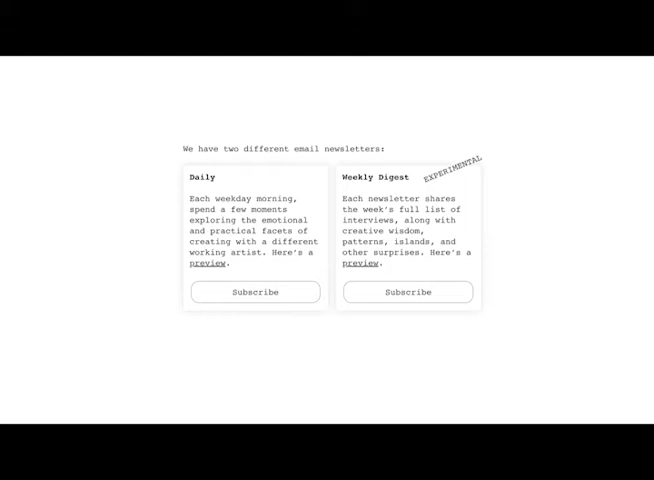 We have two different email newsletters:
Daily
Each weekday morning,
spend a few moments
exploring the emotional
and practical facets of
creating with a different
working artist. Here's a
preview.
Subscribe
EXPERIMENTAL
Weekly Digest
Each newsletter shares
the week's full list of
interviews, along with
creative wisdom,
patterns, islands, and
other surprises. Here's a
preview.
Subscribe